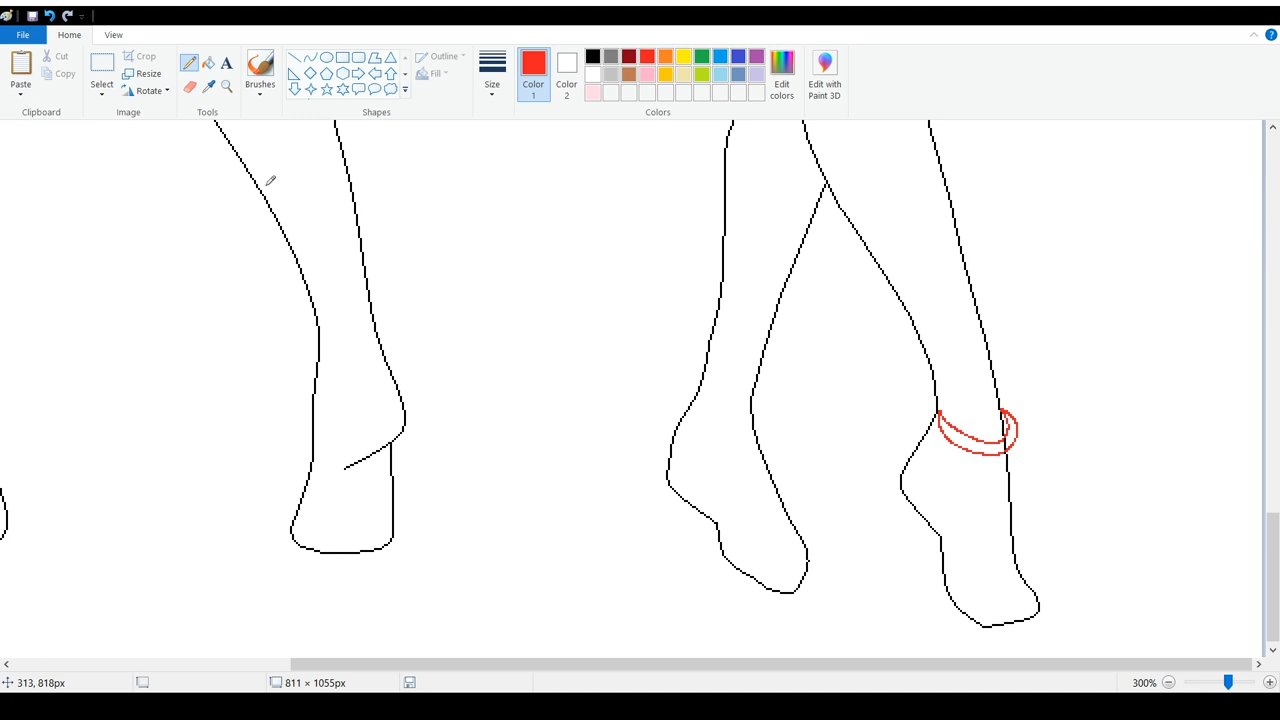 File
Home
View
Paste
Cut
Copy
Clipboard
Select
Crop
Resize
Rotate
Image
A
Tools
Brushes
Outline
Fill
Shapes
Size
Color 1
Color 2
Edit colors
Edit with Paint 3D
Colors
313, 818px
811 × 1055px
300%